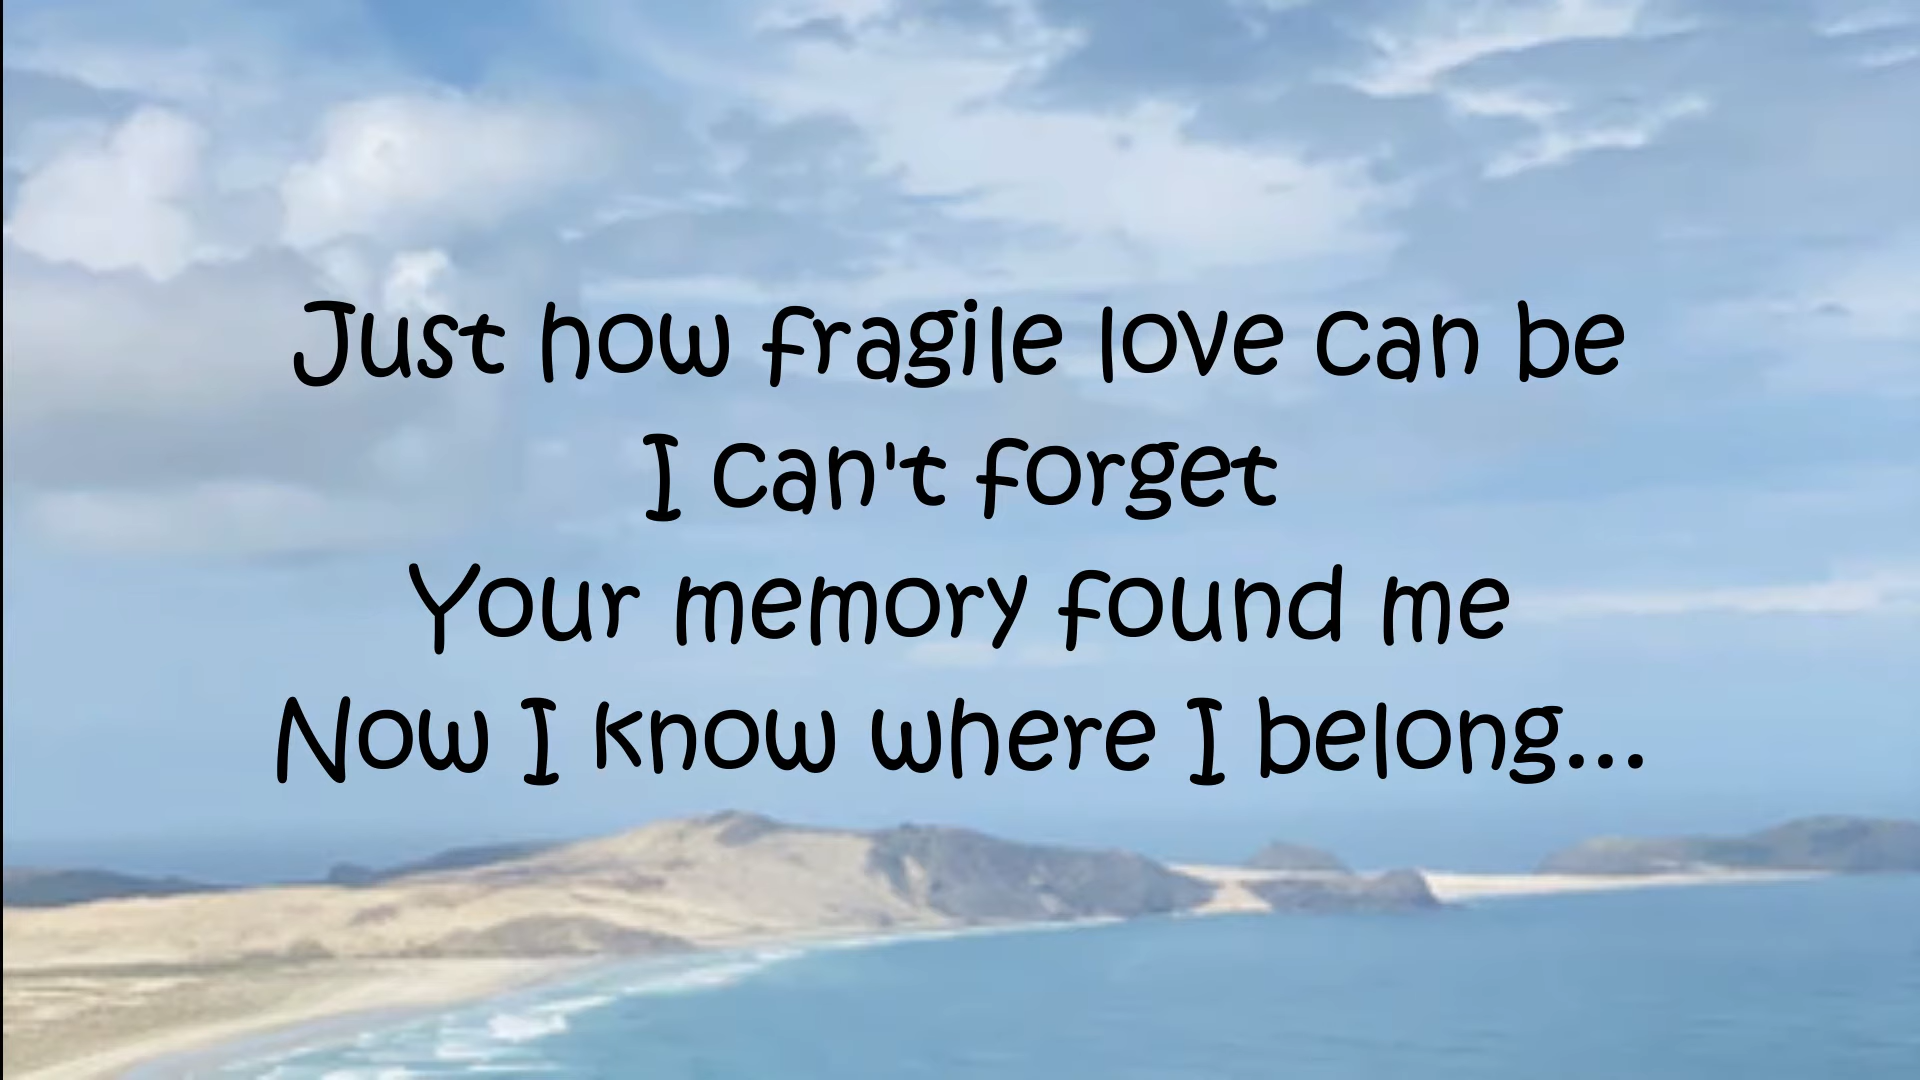 Just how fragile love can be
I can't forget
Your memory found me
Now I know where I belong...